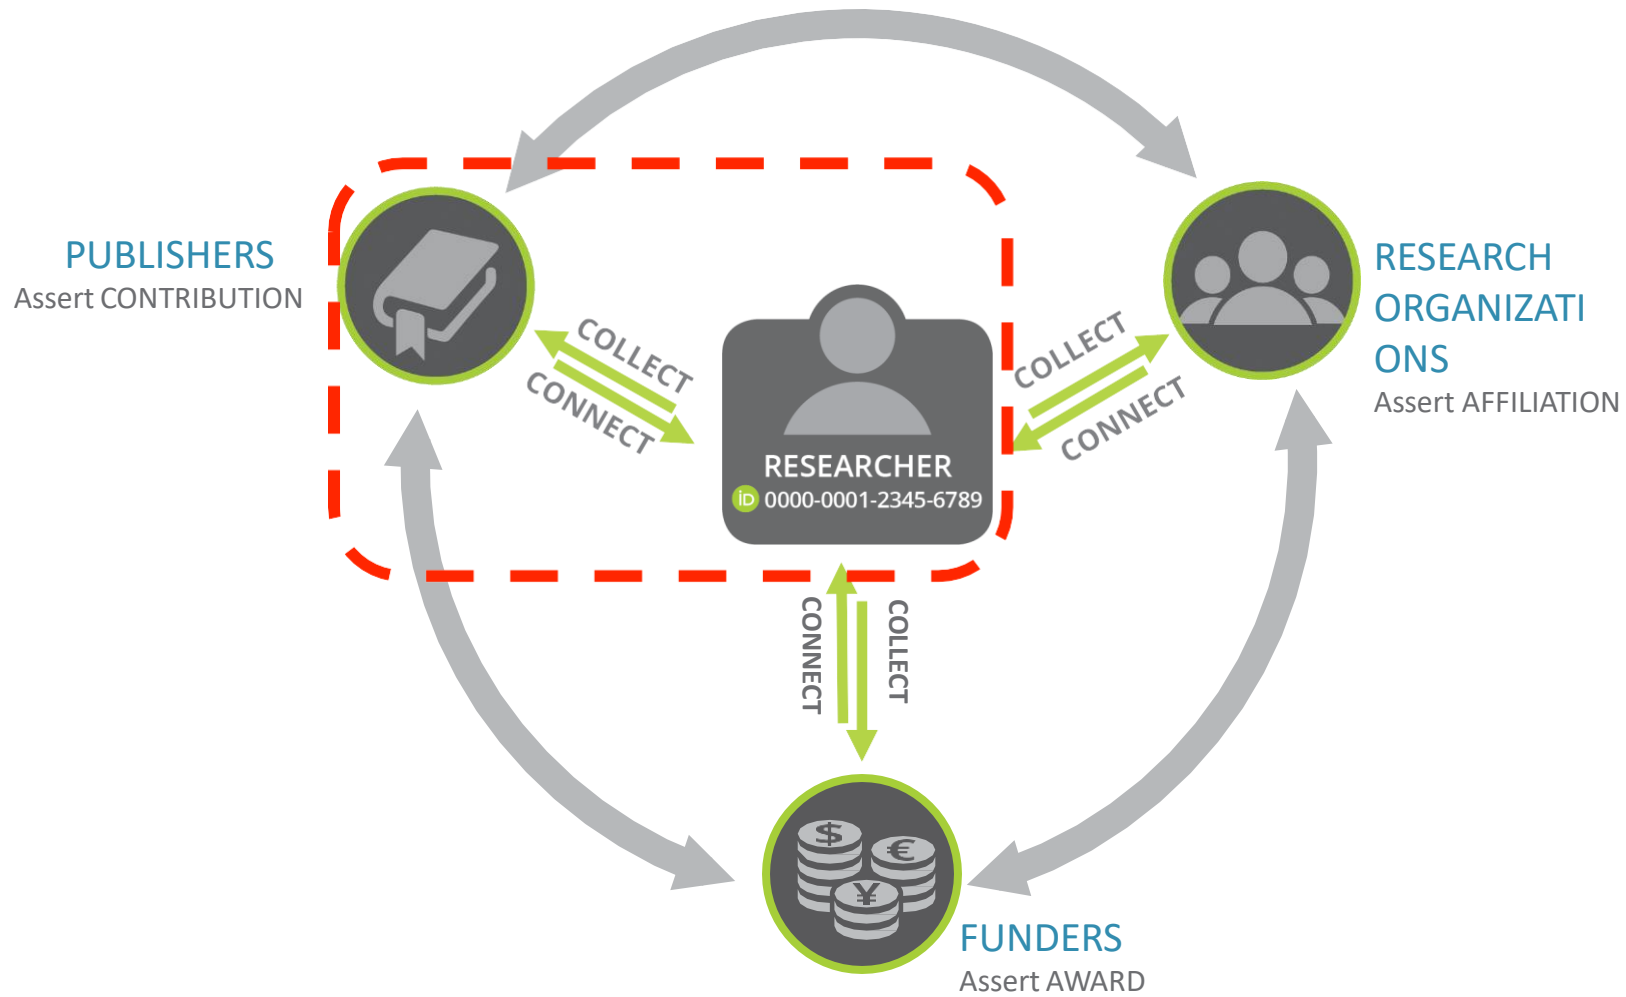 PUBLISHERS
Assert CONTRIBUTION
COLLECT
CONNECT
RESEARCHER
iD 0000-0001-2345-6789
COLLECT
CONNECT
RESEARCH
ORGANIZATI
ONS
Assert AFFILIATION
CONNECT
COLLECT
$
€
¥
FUNDERS
Assert AWARD